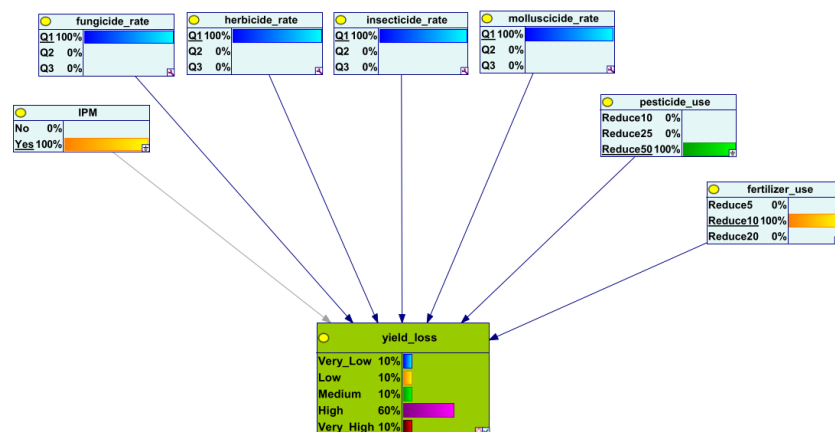 fungicide_rate
Q1 100%
Q2 0%
Q3 0%
herbicide_rate
Q1 100%
Q2 0%
Q3 0%
insecticide_rate
Q1 100%
Q2 0%
Q3 0%
molluscicide_rate
Q1 100%
Q2 0%
Q3 0%
IPM
No 0%
Yes 100%
pesticide_use
Reduce10 0%
Reduce25 0%
Reduce50 100%
fertilizer_use
Reduce5 0%
Reduce10 100%
Reduce20 0%
yield_loss
Very_Low 10%
Low 10%
Medium 10%
High 60%
Very_High 10%